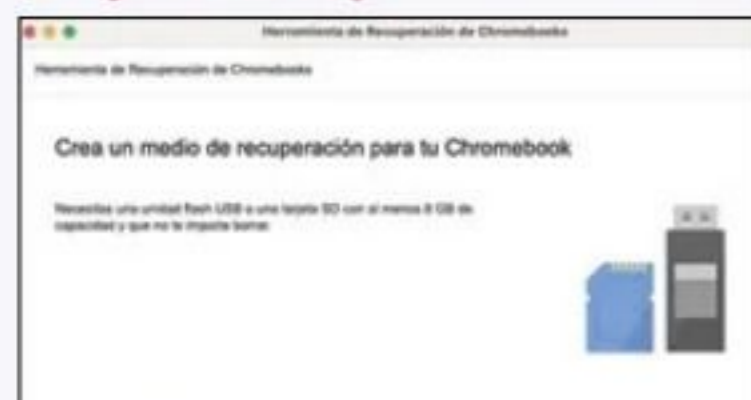 Herramienta de Recuperación de Chromebooks
Herramienta de Recuperación de Chromebooks
Crea un medio de recuperación para tu Chromebook
Necesitas una unidad flash USB o una tarjeta SD con al menos 8 GB de
capacidad y que no te importe borrar.